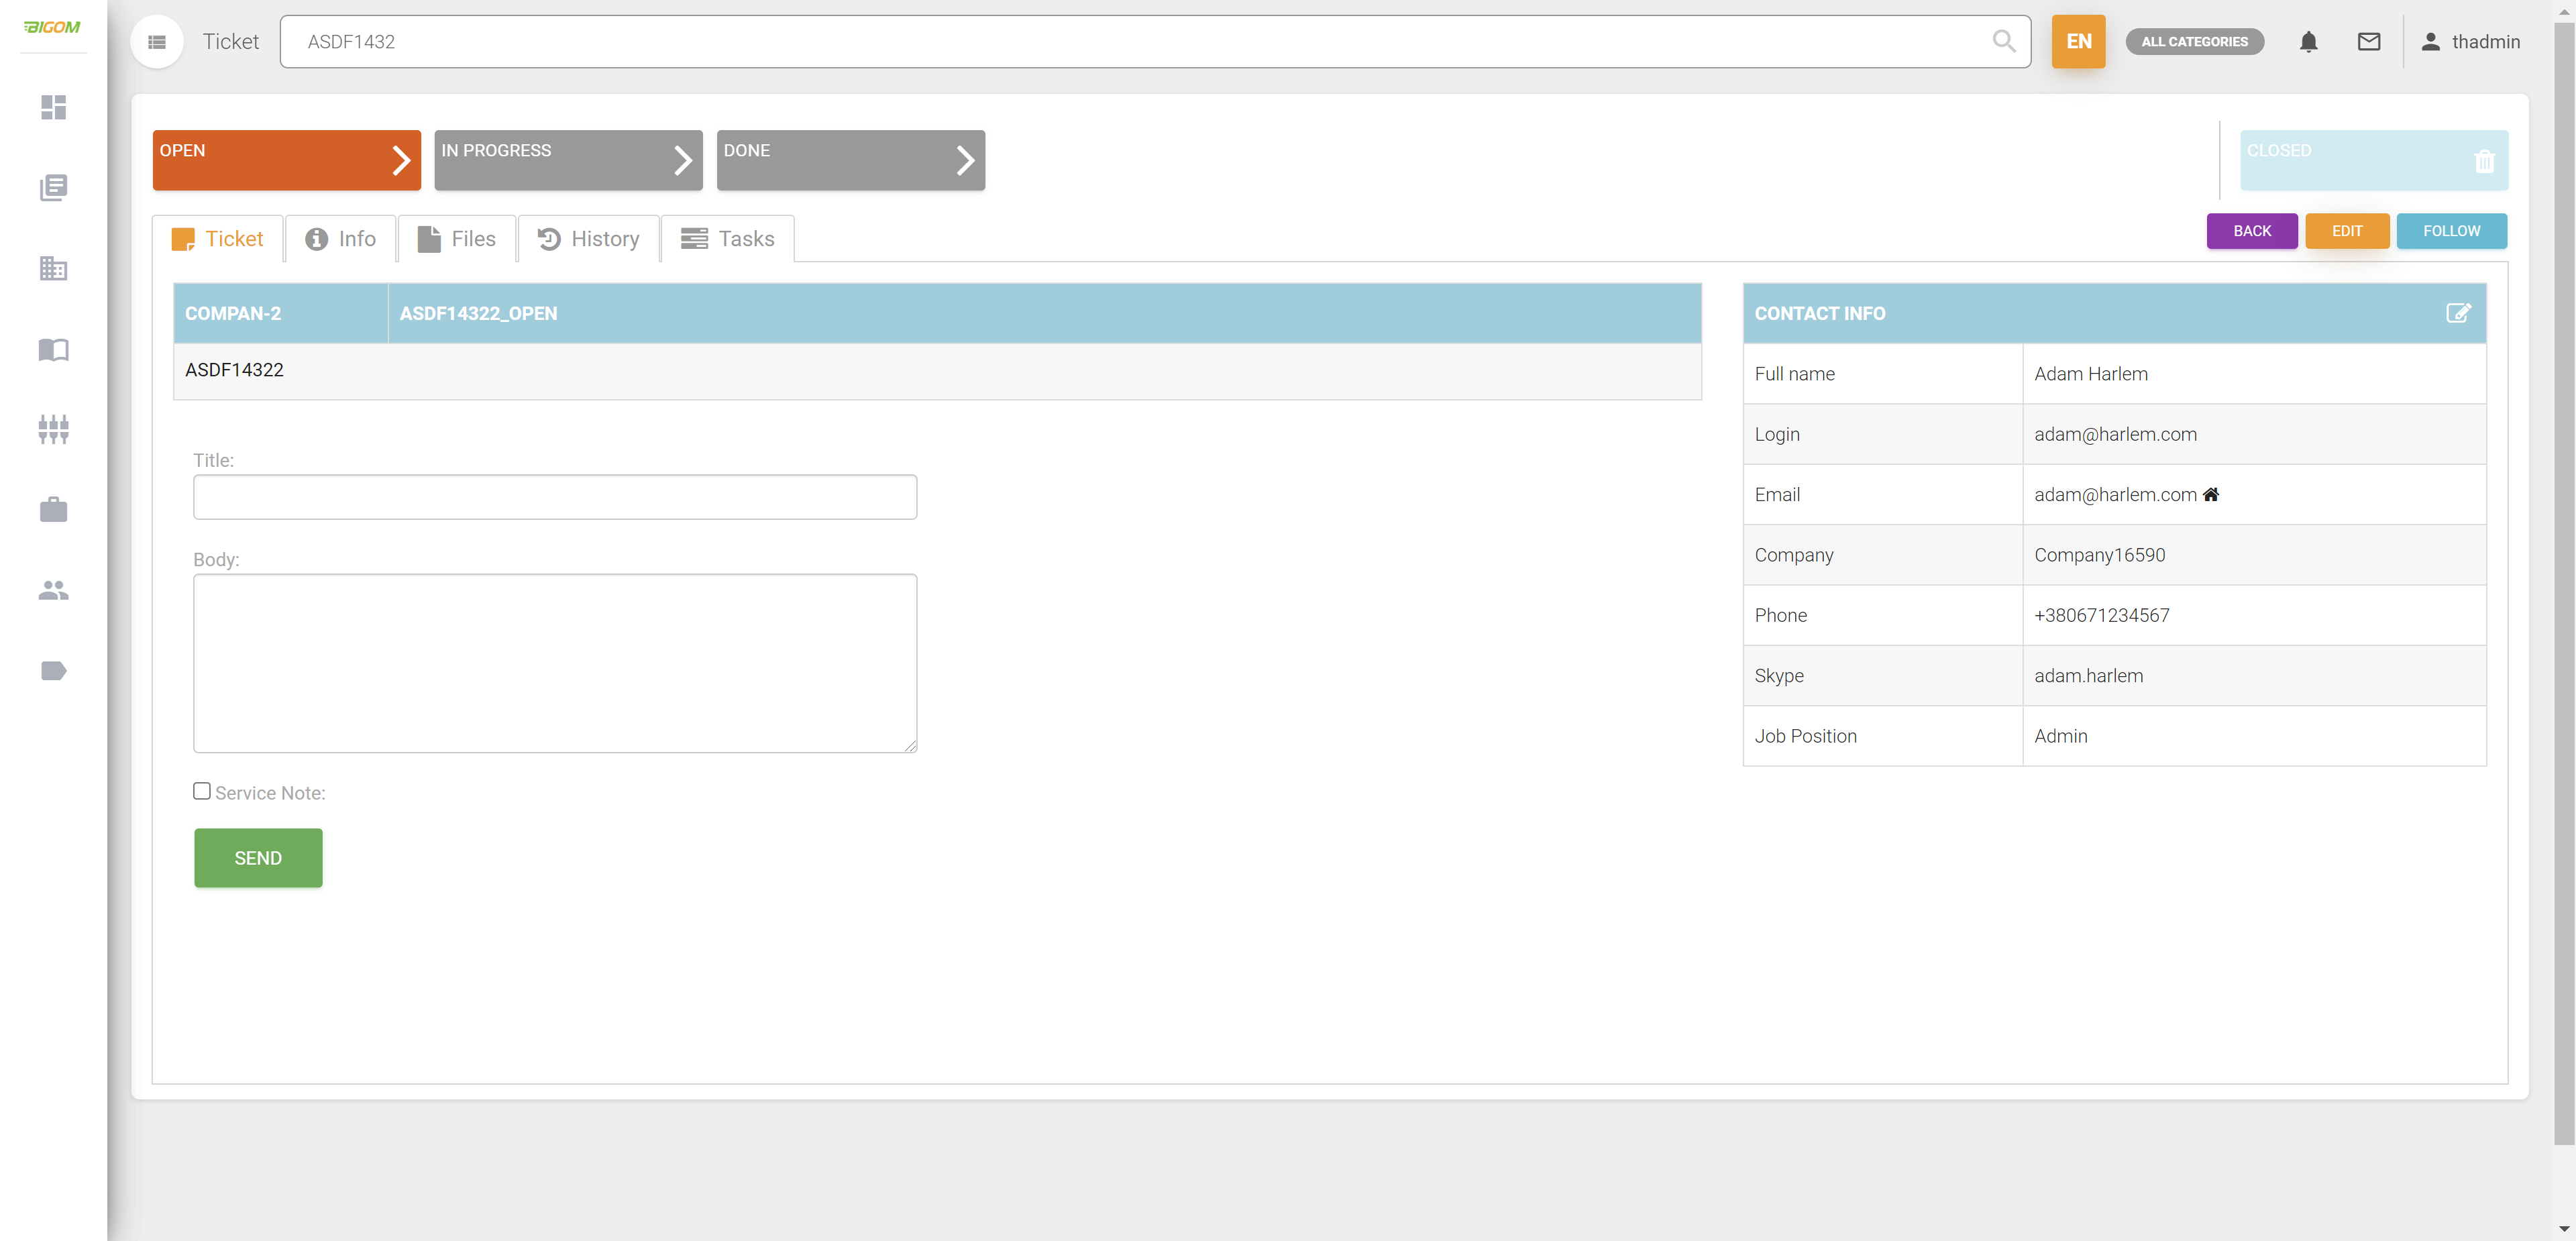 BIGOM
Ticket
ASDF1432
EN
ALL CATEGORIES
thadmin
OPEN
IN PROGRESS
DONE
CLOSED
Ticket
Info
Files
History
Tasks
BACK
EDIT
FOLLOW
COMPAN-2
ASDF14322_OPEN
ASDF14322
Title:
Body:
Service Note:
SEND
CONTACT INFO
Full name
Adam Harlem
Login
adam@harlem.com
Email
adam@harlem.com
Company
Company16590
Phone
+380671234567
Skype
adam.harlem
Job Position
Admin